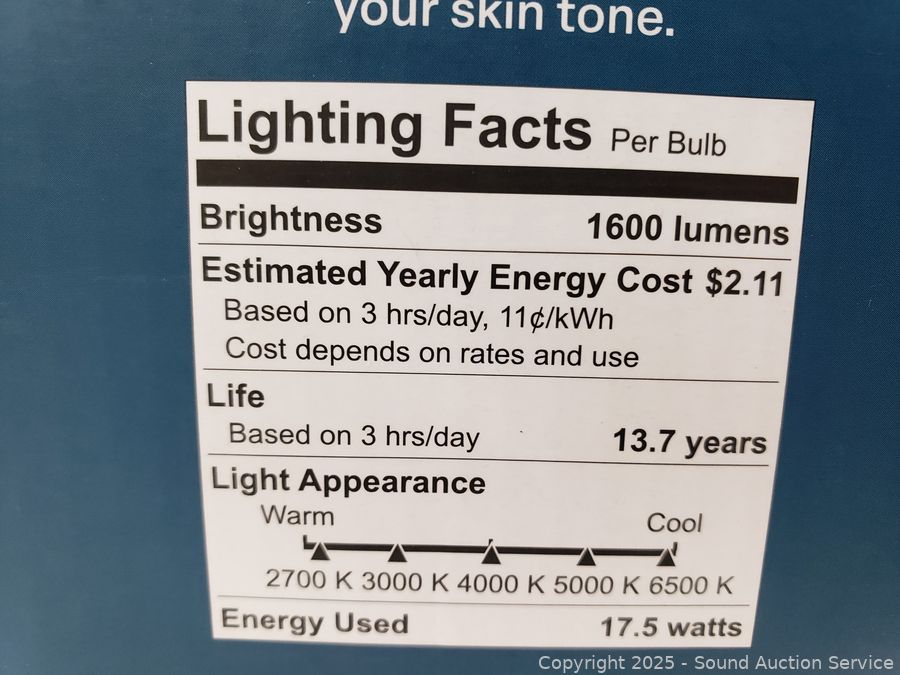 your skin tone.
Lighting Facts Per Bulb
Brightness 1600 lumens
Estimated Yearly Energy Cost $2.11
Based on 3 hrs/day, 11¢/kWh
Cost depends on rates and use
Life
Based on 3 hrs/day 13.7 years
Light Appearance
Warm Cool
2700 K 3000 K 4000 K 5000 K 6500 K
Energy Used 17.5 watts
Copyright 2025 - Sound Auction Service